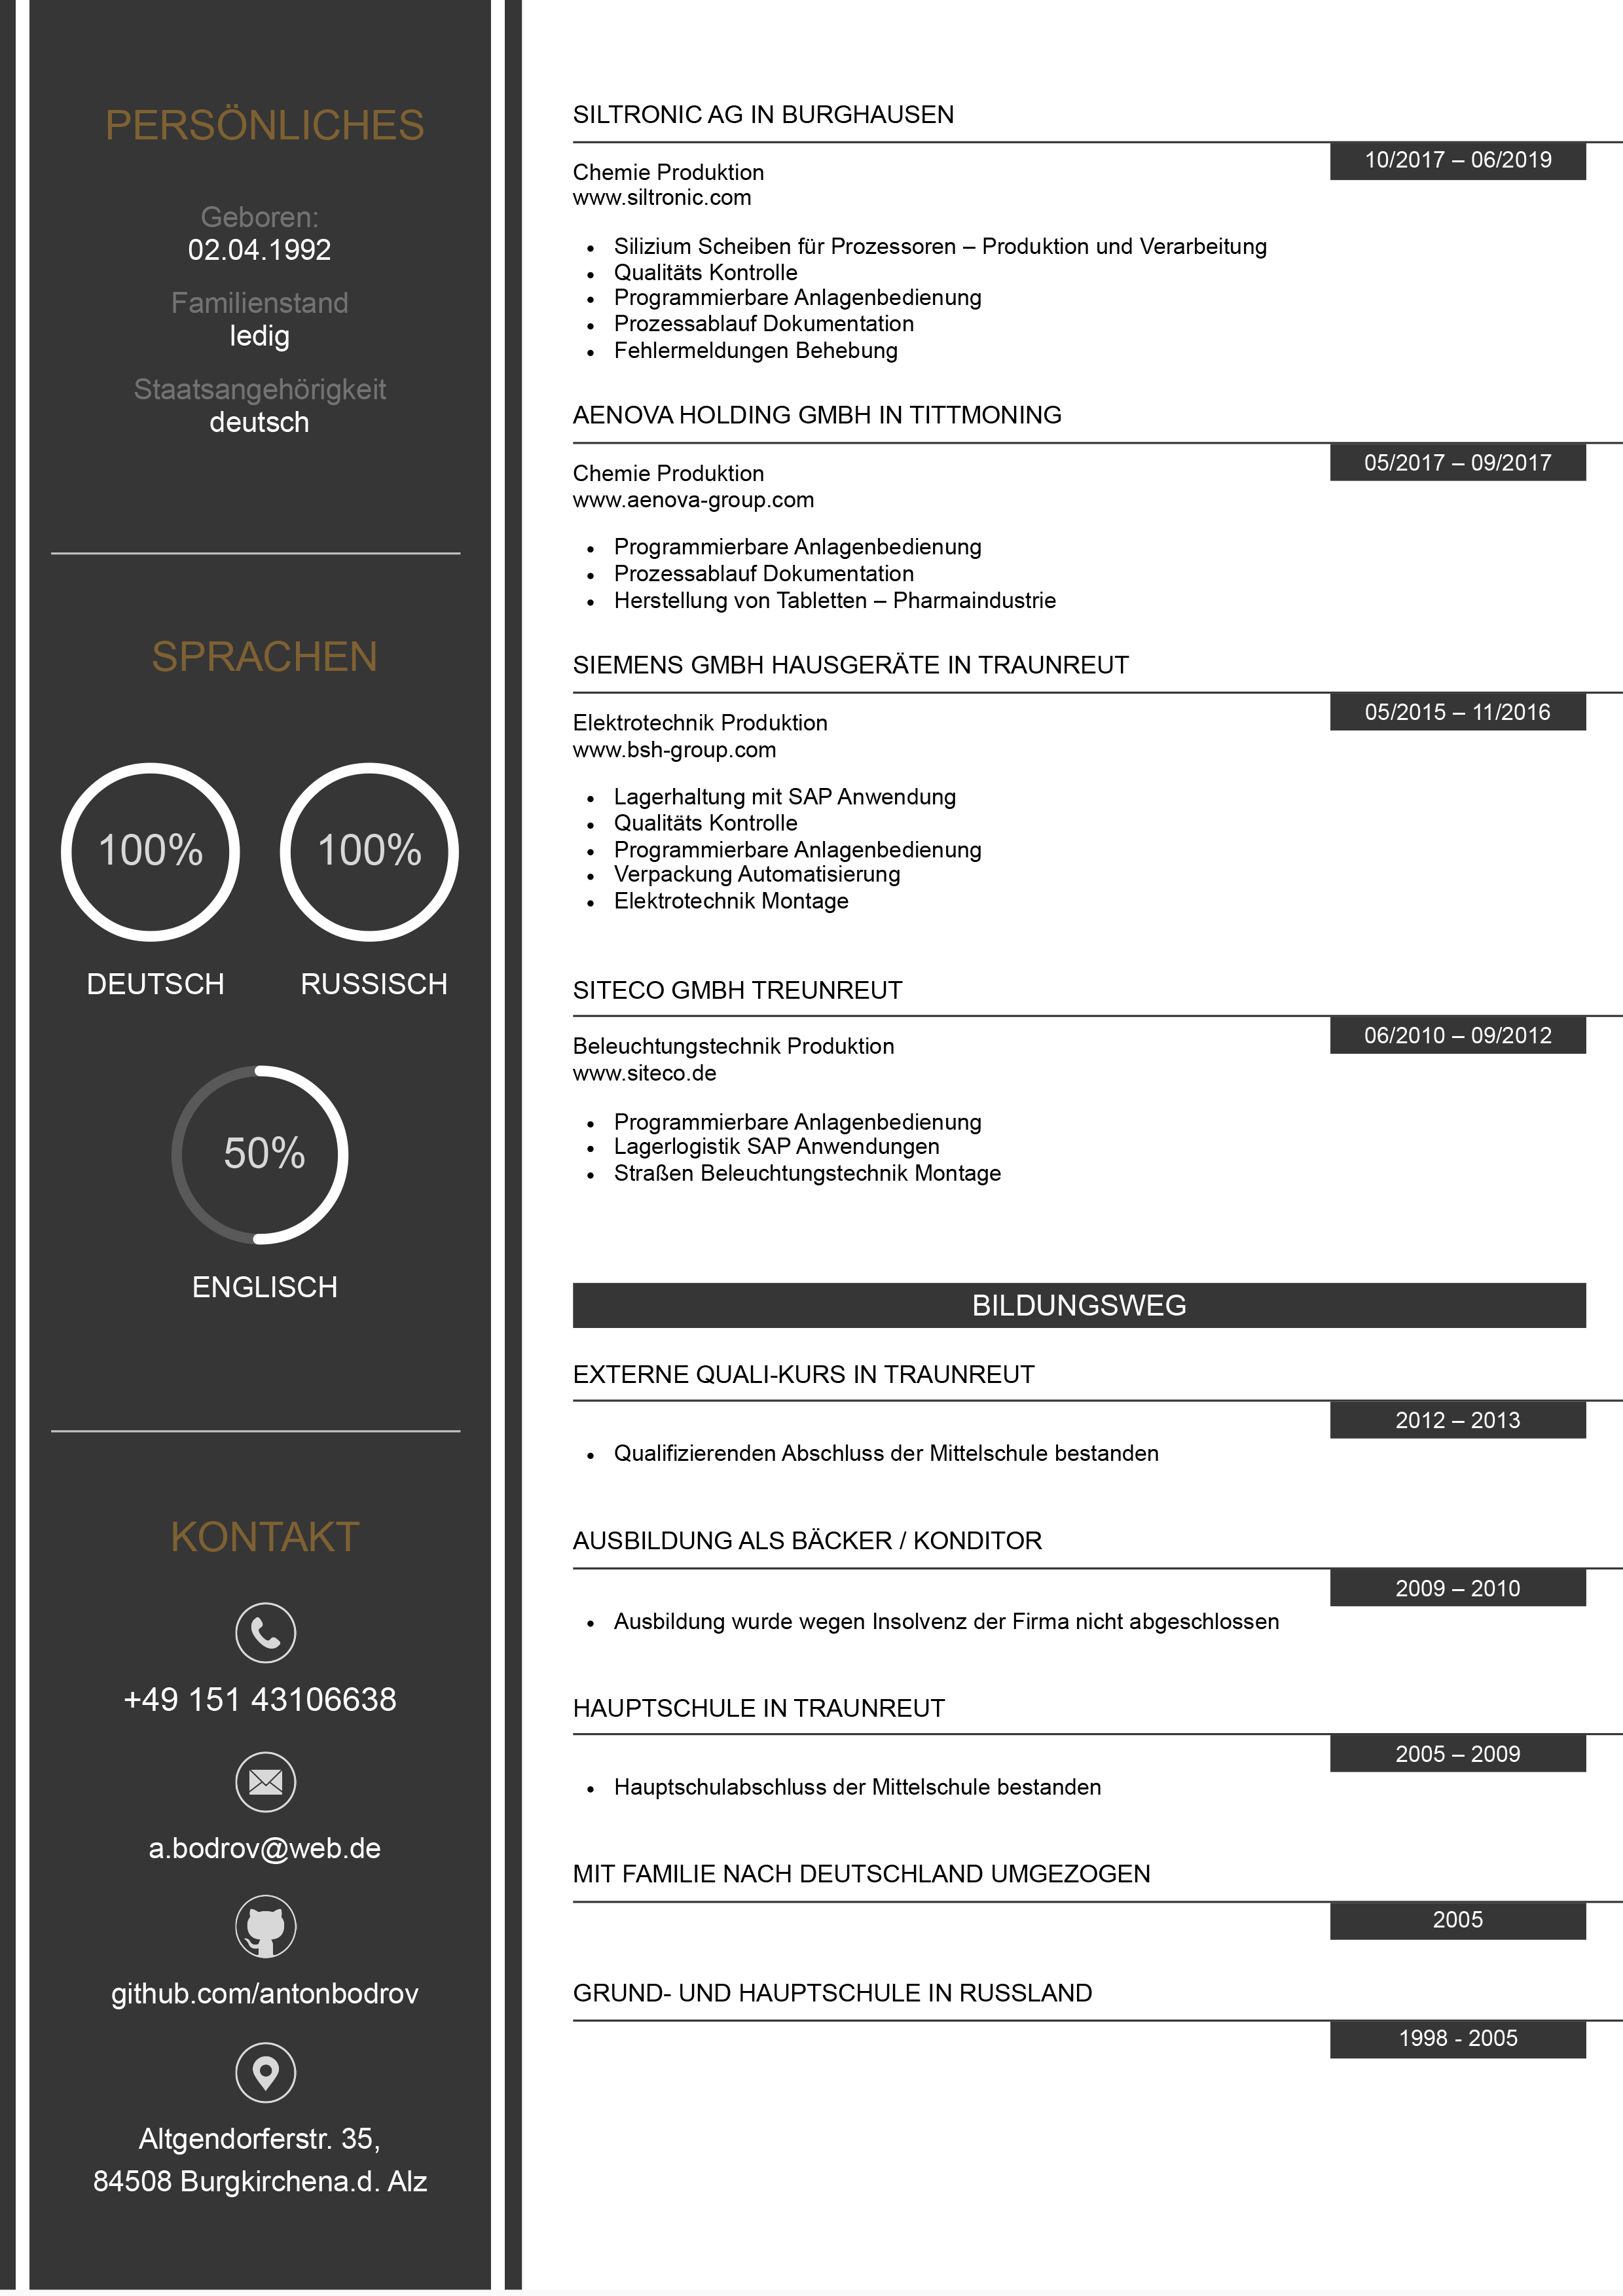 PERSÖNLICHES
Geboren:
02.04.1992
Familienstand
ledig
Staatsangehörigkeit
deutsch
SPRACHEN
100%
100%
DEUTSCH
RUSSISCH
50%
ENGLISCH
KONTAKT
+49 151 43106638
a.bodrov@web.de
github.com/antonbodrov
Altgendorferstr. 35,
84508 Burgkirchena.d. Alz
SILTRONIC AG IN BURGHAUSEN
10/2017 – 06/2019
Chemie Produktion
www.siltronic.com
• Silizium Scheiben für Prozessoren – Produktion und Verarbeitung
• Qualitäts Kontrolle
• Programmierbare Anlagenbedienung
• Prozessablauf Dokumentation
• Fehlermeldungen Behebung
AENOVA HOLDING GMBH IN TITTMONING
05/2017 – 09/2017
Chemie Produktion
www.aenova-group.com
• Programmierbare Anlagenbedienung
• Prozessablauf Dokumentation
• Herstellung von Tabletten – Pharmaindustrie
SIEMENS GMBH HAUSGERÄTE IN TRAUNREUT
05/2015 – 11/2016
Elektrotechnik Produktion
www.bsh-group.com
• Lagerhaltung mit SAP Anwendung
• Qualitäts Kontrolle
• Programmierbare Anlagenbedienung
• Verpackung Automatisierung
• Elektrotechnik Montage
SITECO GMBH TREUNREUT
06/2010 – 09/2012
Beleuchtungstechnik Produktion
www.siteco.de
• Programmierbare Anlagenbedienung
• Lagerlogistik SAP Anwendungen
• Straßen Beleuchtungstechnik Montage
BILDUNGSWEG
EXTERNE QUALI-KURS IN TRAUNREUT
2012 – 2013
• Qualifizierenden Abschluss der Mittelschule bestanden
AUSBILDUNG ALS BÄCKER / KONDITOR
2009 – 2010
• Ausbildung wurde wegen Insolvenz der Firma nicht abgeschlossen
HAUPTSCHULE IN TRAUNREUT
2005 – 2009
• Hauptschulabschluss der Mittelschule bestanden
MIT FAMILIE NACH DEUTSCHLAND UMGEZOGEN
2005
GRUND- UND HAUPTSCHULE IN RUSSLAND
1998 - 2005